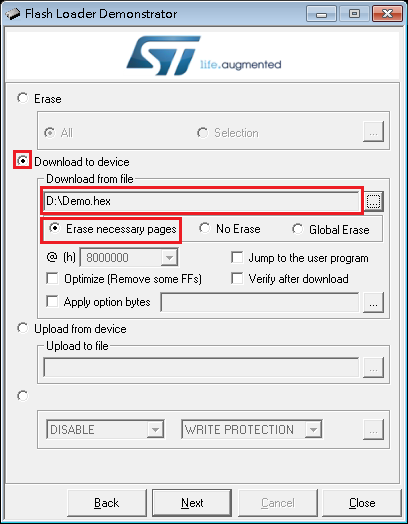 Flash Loader Demonstrator
ST
life.augmented
Erase
All
Selection
...
Download to device
Download from file
D:\Demo.hex
...
Erase necessary pages
No Erase
Global Erase
@ (h)
8000000
Jump to the user program
Optimize (Remove some FFs)
Verify after download
Apply option bytes
...
Upload from device
Upload to file
...
DISABLE
WRITE PROTECTION
...
Back
Next
Cancel
Close